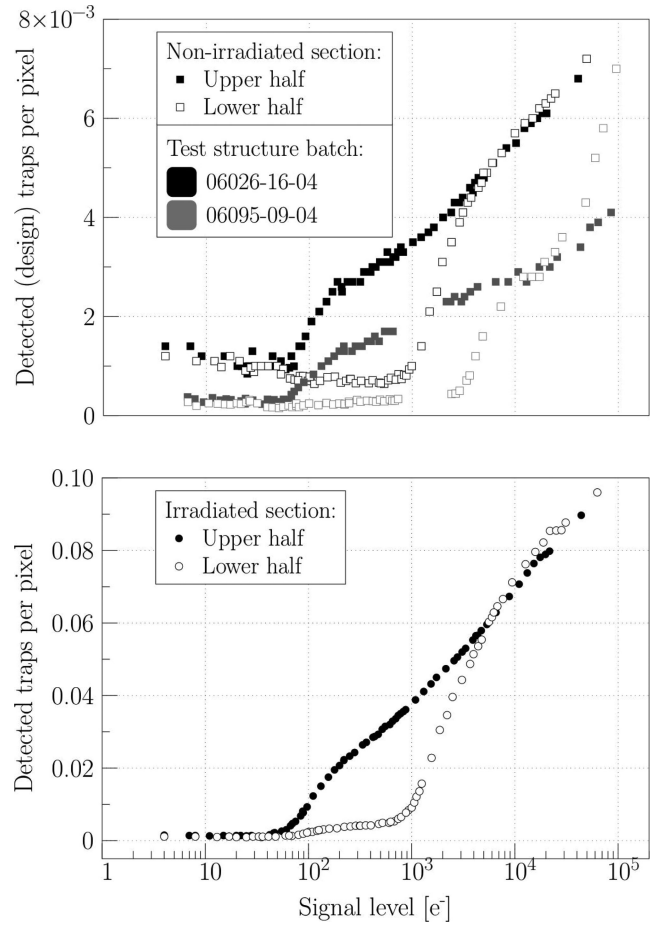 8×10⁻³
6
4
2
0
Detected (design) traps per pixel
Non-irradiated section:
Upper half
Lower half
Test structure batch:
06026-16-04
06095-09-04
0.10
0.08
0.06
0.04
0.02
0
Detected traps per pixel
Irradiated section:
Upper half
Lower half
1 10 10² 10³ 10⁴ 10⁵
Signal level [e⁻]